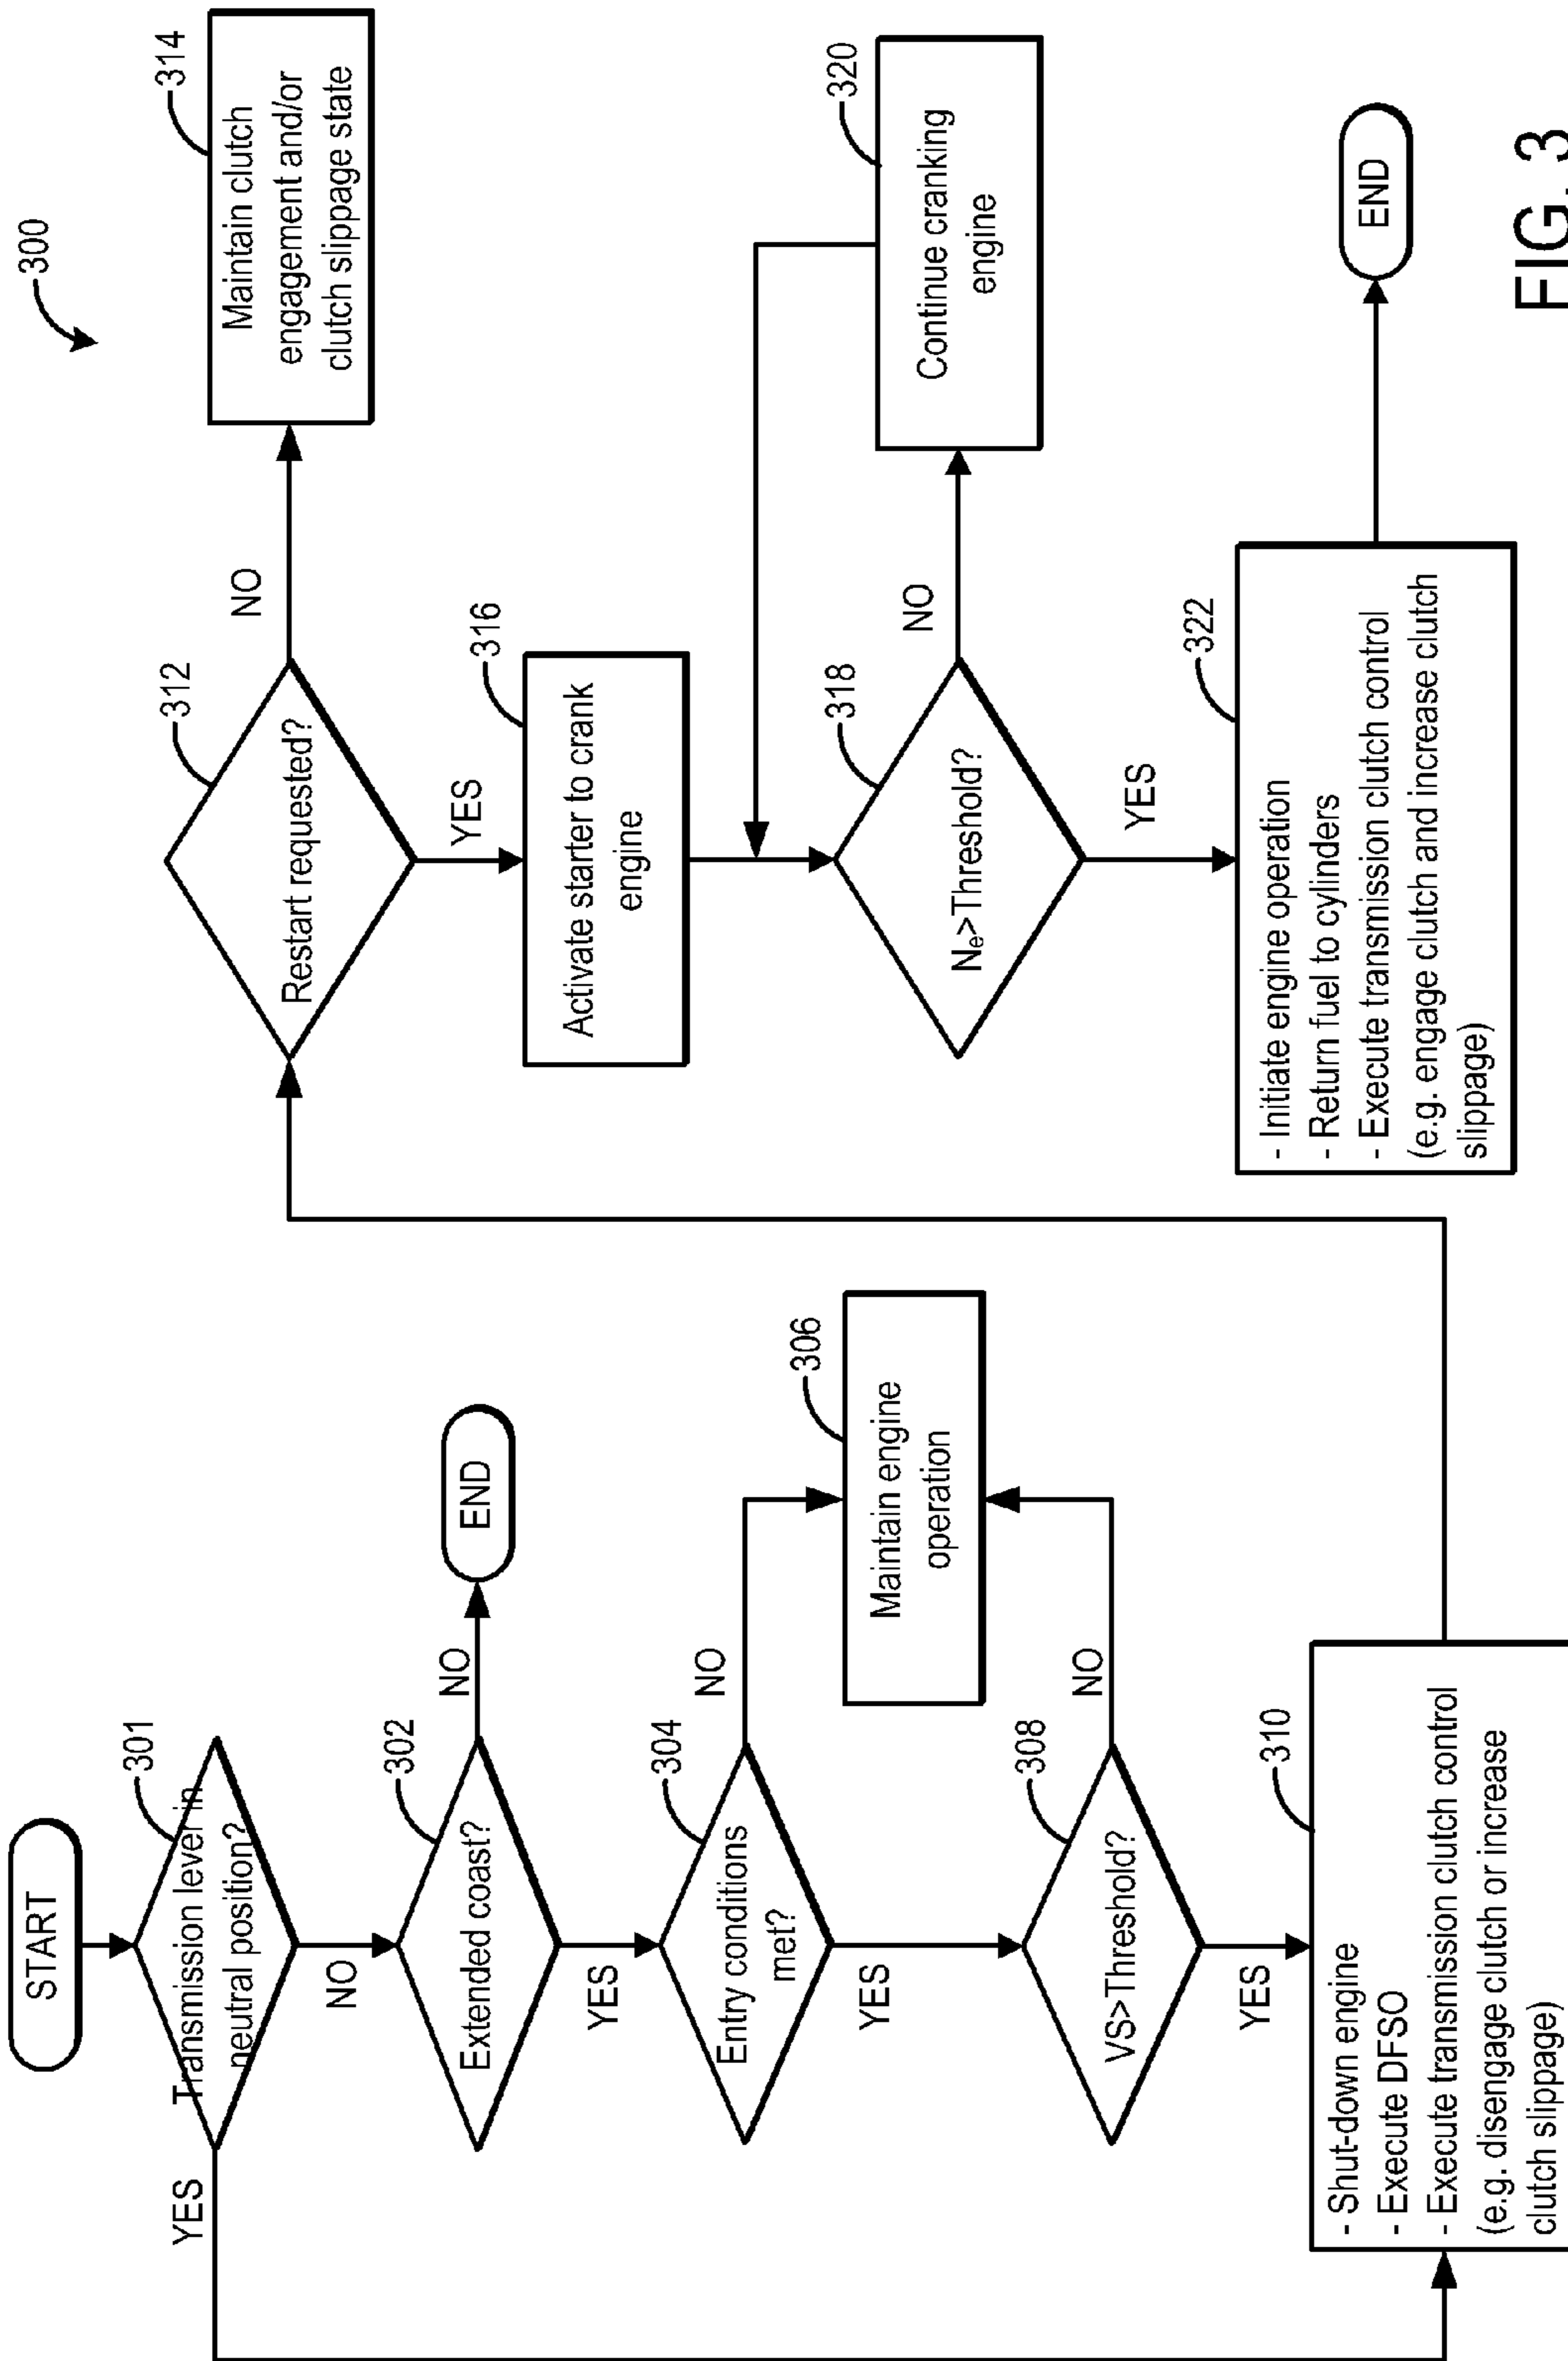 300
START
301
Transmission level in
neutral position?
YES
NO
302
Extended coast?
NO
END
YES
304
Entry conditions
met?
NO
YES
306
Maintain engine
operation
308
VS>Threshold?
NO
YES
310
- Shut-down engine
- Execute DFSO
- Execute transmission clutch control
(e.g. disengage clutch or increase
clutch slippage)
312
Restart requested?
NO
YES
314
Maintain clutch
engagement and/or
clutch slippage state
316
Activate starter to crank
engine
318
Ne>Threshold?
NO
YES
320
Continue cranking
engine
322
- Initiate engine operation
- Return fuel to cylinders
- Execute transmission clutch control
(e.g. engage clutch and increase clutch
slippage)
END
FIG. 3